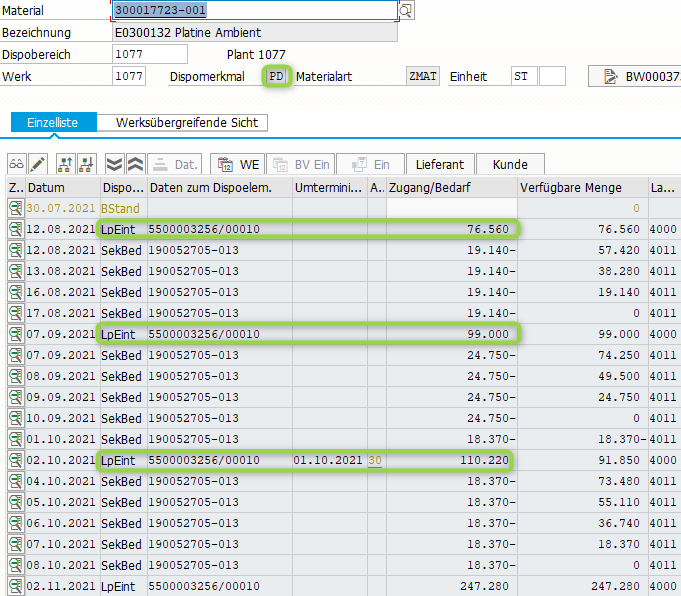 Material 300017723-001
Bezeichnung E0300132 Platine Ambient
Dispobereich 1077 Plant 1077
Werk 1077 Dispomerkmal PD Materialart ZMAT Einheit ST BW00037
Einzelliste Werksübergreifende Sicht
Dat. WE BV Ein Ein Lieferant Kunde
Z.. Datum Dispo... Daten zum Dispoelem. Umtermini... A.. Zugang/Bedarf Verfügbare Menge La...
30.07.2021 BStand 0
12.08.2021 LpEint 5500003256/00010 76.560 76.560 4000
12.08.2021 SekBed 190052705-013 19.140- 57.420 4011
13.08.2021 SekBed 190052705-013 19.140- 38.280 4011
16.08.2021 SekBed 190052705-013 19.140- 19.140 4011
17.08.2021 SekBed 190052705-013 19.140- 0 4011
07.09.2021 LpEint 5500003256/00010 99.000 99.000 4000
07.09.2021 SekBed 190052705-013 24.750- 74.250 4011
08.09.2021 SekBed 190052705-013 24.750- 49.500 4011
09.09.2021 SekBed 190052705-013 24.750- 24.750 4011
10.09.2021 SekBed 190052705-013 24.750- 0 4011
01.10.2021 SekBed 190052705-013 18.370- 18.370- 4011
02.10.2021 LpEint 5500003256/00010 01.10.2021 30 110.220 91.850 4000
04.10.2021 SekBed 190052705-013 18.370- 73.480 4011
05.10.2021 SekBed 190052705-013 18.370- 55.110 4011
06.10.2021 SekBed 190052705-013 18.370- 36.740 4011
07.10.2021 SekBed 190052705-013 18.370- 18.370 4011
08.10.2021 SekBed 190052705-013 18.370- 0 4011
02.11.2021 LpEint 5500003256/00010 247.280 247.280 4000